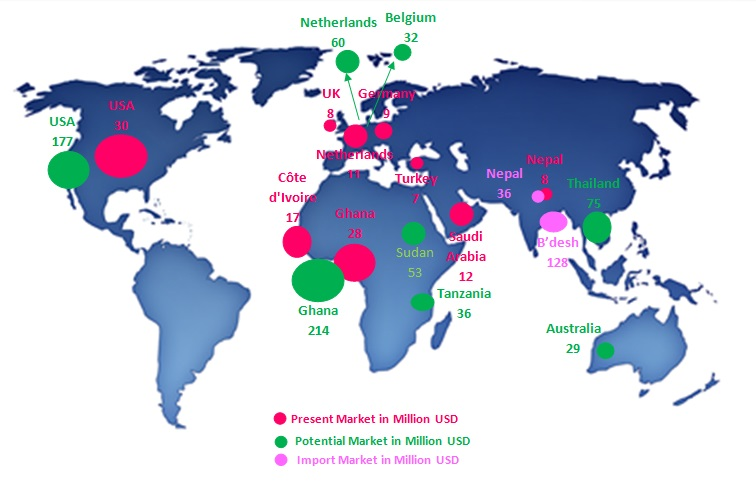 Netherlands
60
Belgium
32
UK
8
Germany
9
USA
30
USA
177
Netherlands
11
Turkey
7
Nepal
8
Nepal
36
Thailand
75
Côte
d'Ivoire
17
Ghana
28
Sudan
53
Saudi
Arabia
12
B'desh
128
Tanzania
36
Ghana
214
Australia
29
Present Market in Million USD
Potential Market in Million USD
Import Market in Million USD